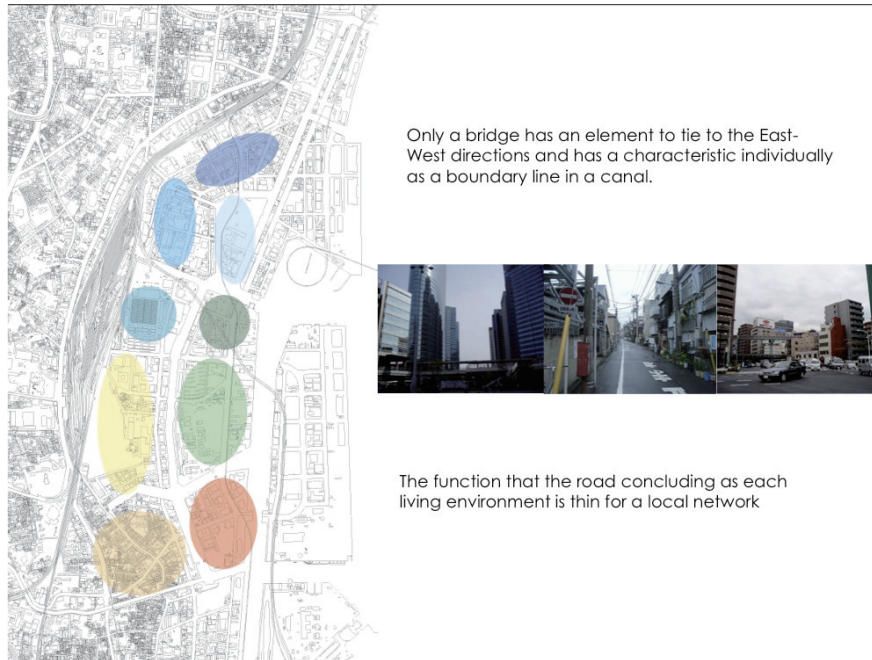 Only a bridge has an element to tie to the East-
West directions and has a characteristic individually
as a boundary line in a canal.
The function that the road concluding as each
living environment is thin for a local network